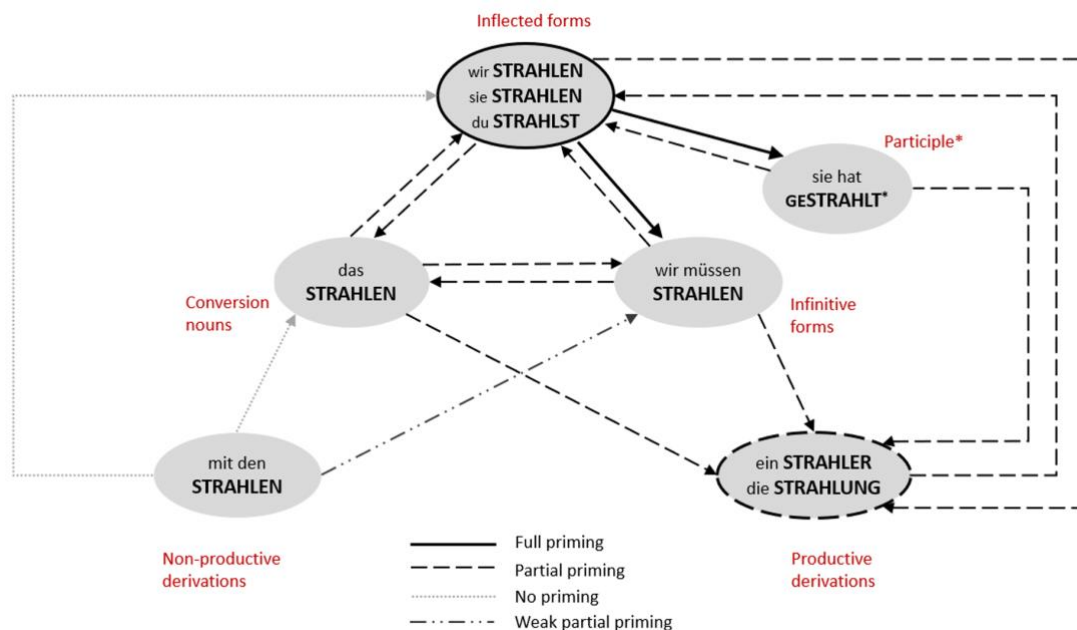 Inflected forms
wir STRAHLEN
sie STRAHLEN
du STRAHLST
Participle*
sie hat
GESTRAHLT*
das
STRAHLEN
wir müssen
STRAHLEN
Conversion
nouns
Infinitive
forms
mit den
STRAHLEN
ein STRAHLER
die STRAHLUNG
Non-productive
derivations
Productive
derivations
Full priming
Partial priming
No priming
Weak partial priming